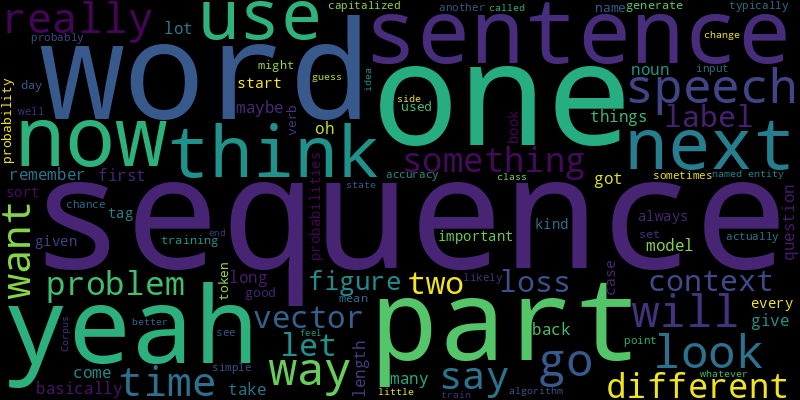 really
lot
use
capitalized
another
called
name
generate
typically
probably
word
sentence
change
day
might
start
guess
idea
one
noun
input
speech
probability
well
now
maybe
verb
oh
side
used
book
things
label
think
next
remember
first
something
accuracy
class
got
sometimes
named entity
sort
chance
tag
given
training
end
probabilities
state
sequence
important
kind
always
set
model
actually
question
want
problem
token
long
good
figure
mean
two
likely
loss
case
context
yeah
Corpus
better
see
vector
feel
let
part
back
will
every
give
point
look
basically
come
time
simple
take
way
length
many
little
say
train
algorithm
go
whatever
different